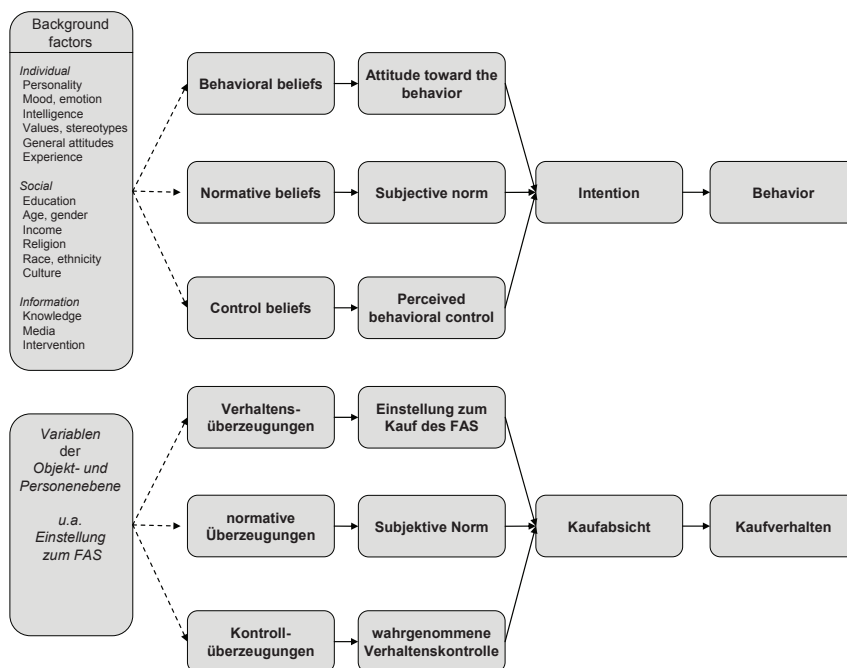 Background
factors
Individual
Personality
Mood, emotion
Intelligence
Values, stereotypes
General attitudes
Experience
Social
Education
Age, gender
Income
Religion
Race, ethnicity
Culture
Information
Knowledge
Media
Intervention
Behavioral beliefs
Attitude toward the
behavior
Normative beliefs
Subjective norm
Intention
Behavior
Control beliefs
Perceived
behavioral control
Variablen
der
Objekt- und
Personenebene
u.a.
Einstellung
zum FAS
Verhaltens-
überzeugungen
Einstellung zum
Kauf des FAS
normative
Überzeugungen
Subjektive Norm
Kaufabsicht
Kaufverhalten
Kontroll-
überzeugungen
wahrgenommene
Verhaltenskontrolle